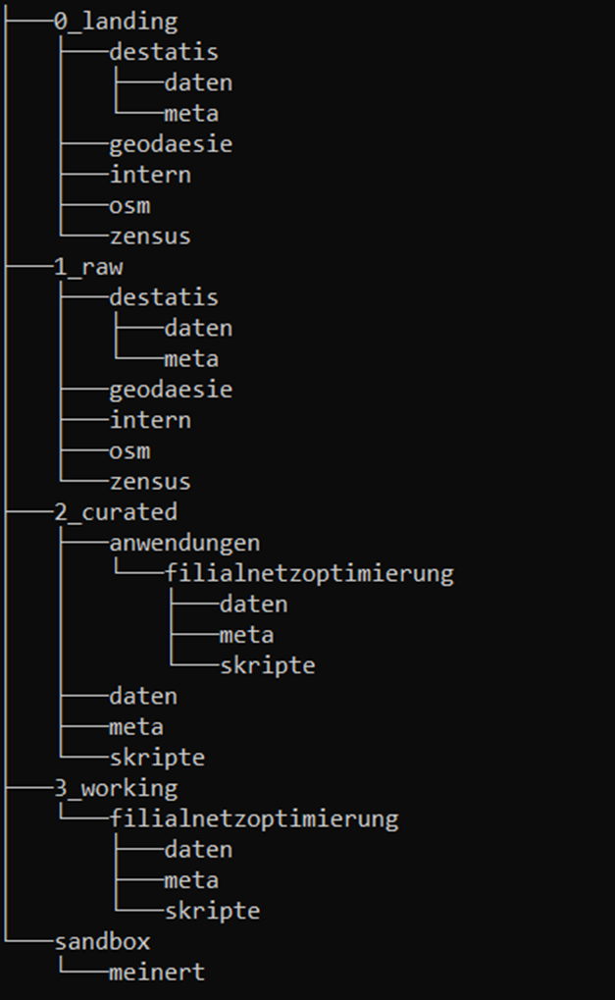 0_landing
destatis
daten
meta
geodaesie
intern
osm
zensus
1_raw
destatis
daten
meta
geodaesie
intern
osm
zensus
2_curated
anwendungen
filialnetzoptimierung
daten
meta
skripte
daten
meta
skripte
3_working
filialnetzoptimierung
daten
meta
skripte
sandbox
meinert